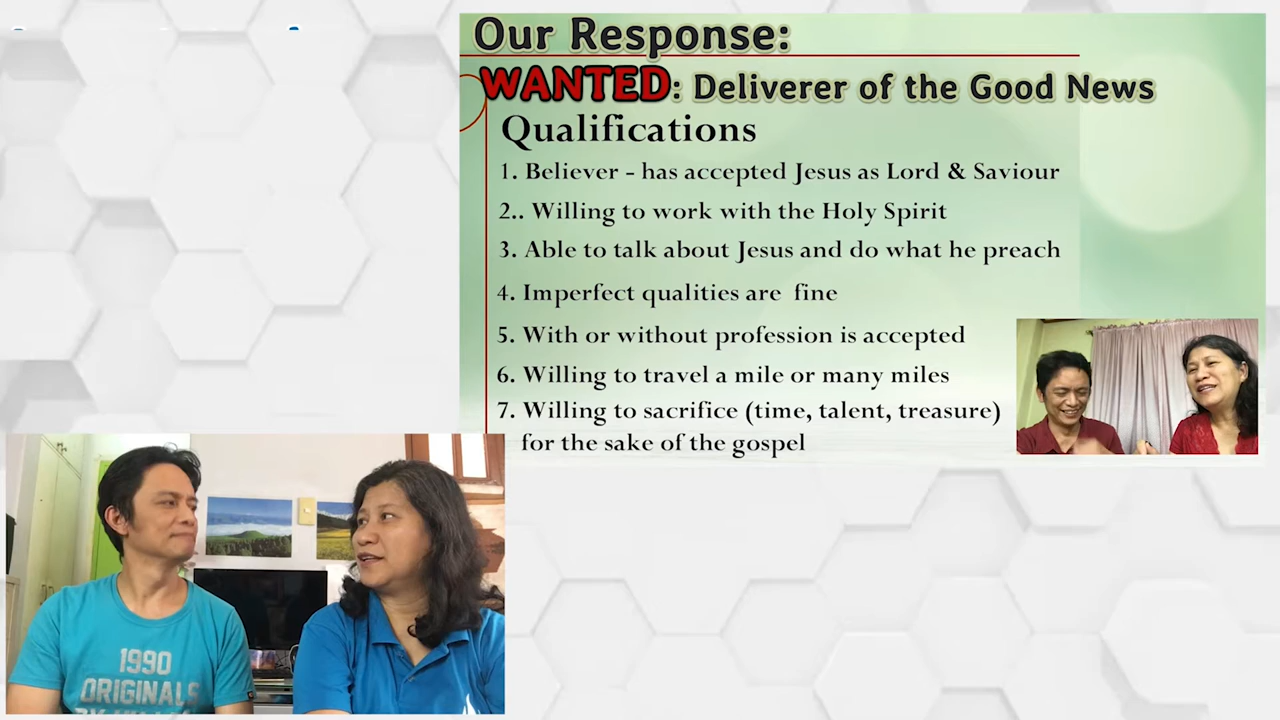 Our Response:
WANTED: Deliverer of the Good News
Qualifications
1. Believer - has accepted Jesus as Lord & Saviour
2.. Willing to work with the Holy Spirit
3. Able to talk about Jesus and do what he preach
4. Imperfect qualities are fine
5. With or without profession is accepted
6. Willing to travel a mile or many miles
7. Willing to sacrifice (time, talent, treasure)
for the sake of the gospel
1990
ORIGINALS